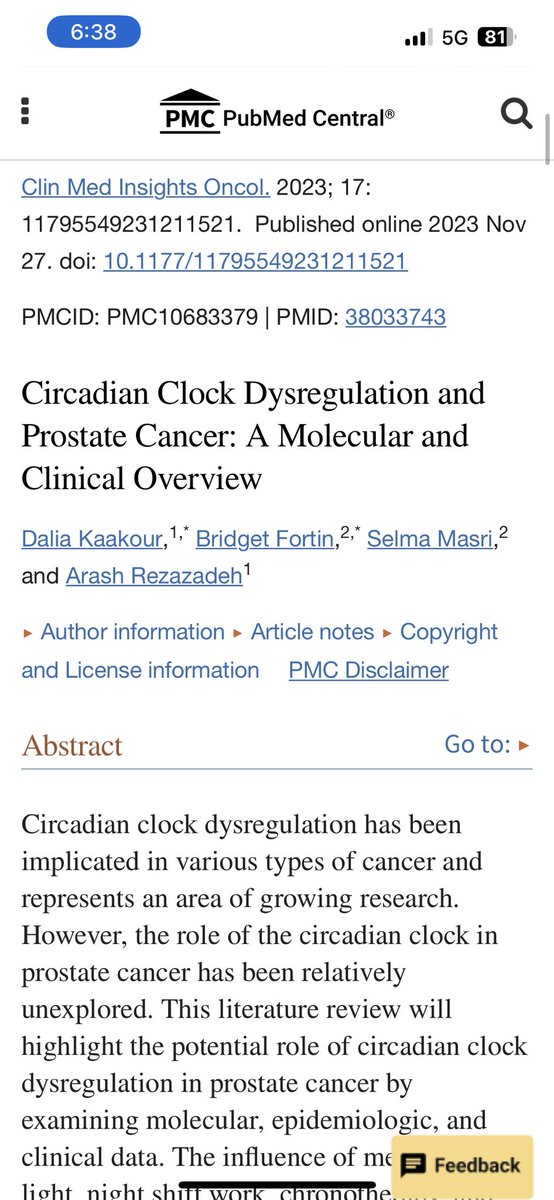 6:38
5G 81
PMC PubMed Central®
Clin Med Insights Oncol. 2023; 17:
11795549231211521. Published online 2023 Nov
27. doi: 10.1177/11795549231211521
PMCID: PMC10683379 | PMID: 38033743
Circadian Clock Dysregulation and
Prostate Cancer: A Molecular and
Clinical Overview
Dalia Kaakour,1,* Bridget Fortin,2,* Selma Masri,2
and Arash Rezazadeh1
▸ Author information ▸ Article notes ▸ Copyright
and License information PMC Disclaimer
Abstract Go to: ▸
Circadian clock dysregulation has been
implicated in various types of cancer and
represents an area of growing research.
However, the role of the circadian clock in
prostate cancer has been relatively
unexplored. This literature review will
highlight the potential role of circadian clock
dysregulation in prostate cancer by
examining molecular, epidemiologic, and
clinical data. The influence of
Feedback
light, night shift work,